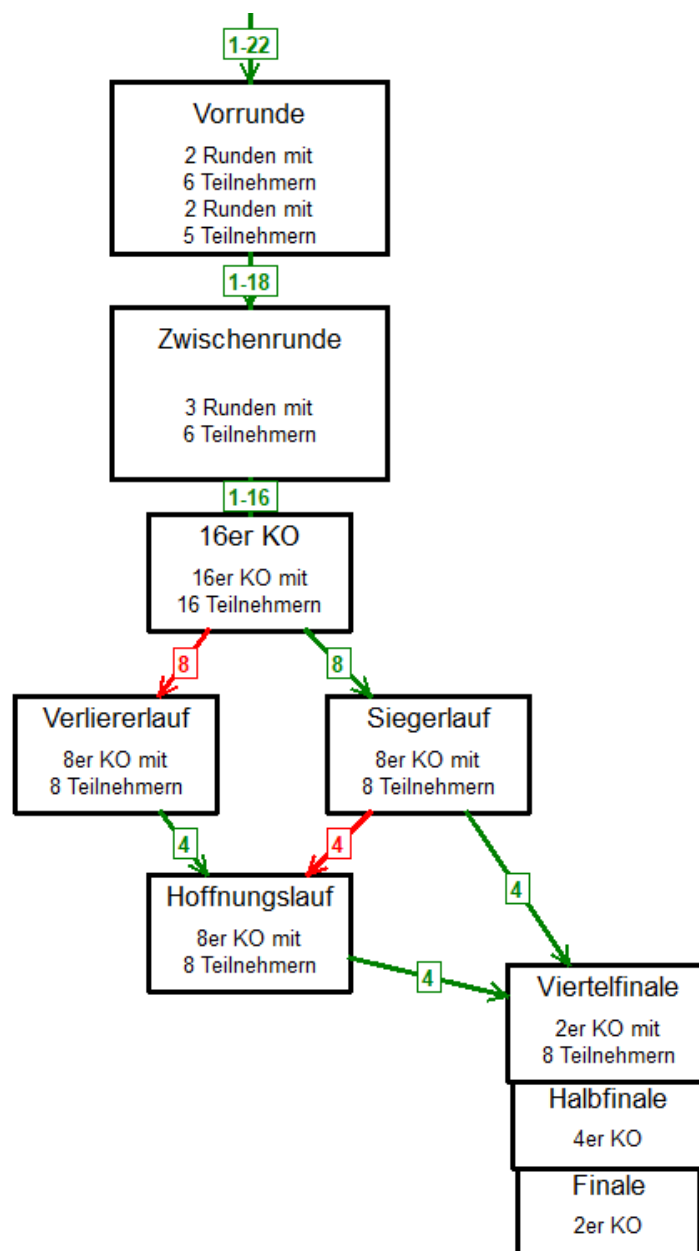 1-22
Vorrunde
2 Runden mit
6 Teilnehmern
2 Runden mit
5 Teilnehmern
1-18
Zwischenrunde
3 Runden mit
6 Teilnehmern
1-16
16er KO
16er KO mit
16 Teilnehmern
8
8
Verliererlauf
8er KO mit
8 Teilnehmern
Siegerlauf
8er KO mit
8 Teilnehmern
4
4
4
Hoffnungslauf
8er KO mit
8 Teilnehmern
4
Viertelfinale
2er KO mit
8 Teilnehmern
Halbfinale
4er KO
Finale
2er KO